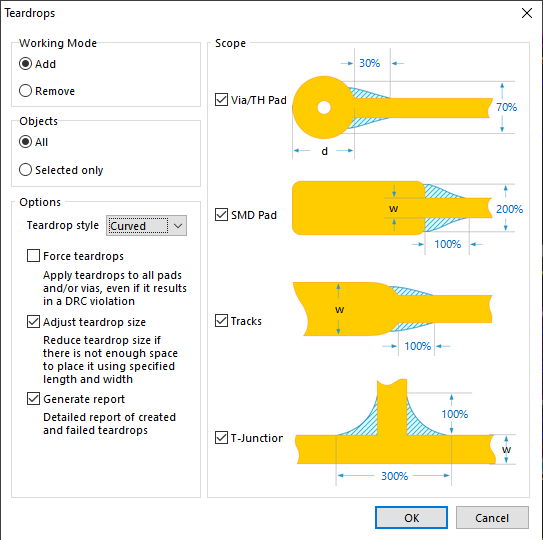 Teardrops
Working Mode
Add
Remove
Objects
All
Selected only
Options
Teardrop style
Curved
Force teardrops
Apply teardrops to all pads
and/or vias, even if it results
in a DRC violation
Adjust teardrop size
Reduce teardrop size if
there is not enough space
to place it using specified
length and width
Generate report
Detailed report of created
and failed teardrops
Scope
30%
Via/TH Pad
70%
d
SMD Pad
w
200%
100%
Tracks
w
100%
100%
T-Junction
w
300%
OK
Cancel